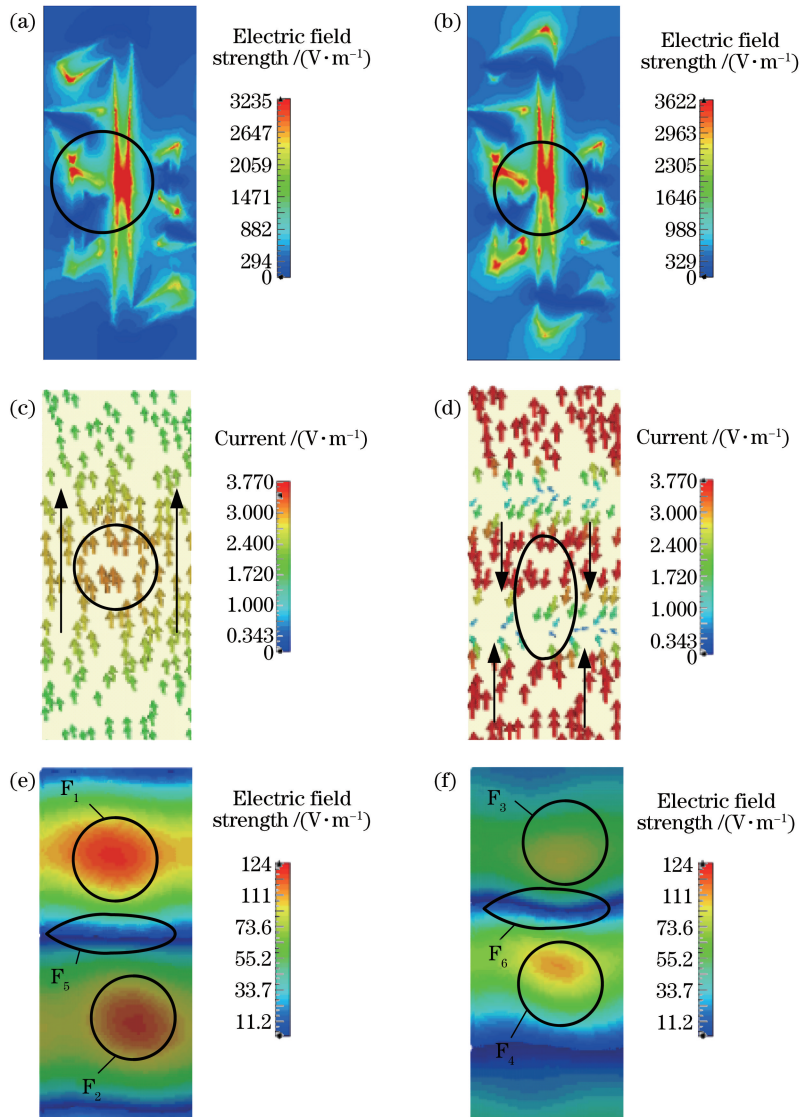 (a)
Electric field
strength /(V·m⁻¹)
3235
2647
2059
1471
882
294
0
(b)
Electric field
strength /(V·m⁻¹)
3622
2963
2305
1646
988
329
0
(c)
Current /(V·m⁻¹)
3.770
3.000
2.400
1.720
1.000
0.343
0
(d)
Current /(V·m⁻¹)
3.770
3.000
2.400
1.720
1.000
0.343
0
(e)
F₁
F₅
F₂
Electric field
strength /(V·m⁻¹)
124
111
73.6
55.2
33.7
11.2
(f)
F₃
F₆
F₄
Electric field
strength /(V·m⁻¹)
124
111
73.6
55.2
33.7
11.2